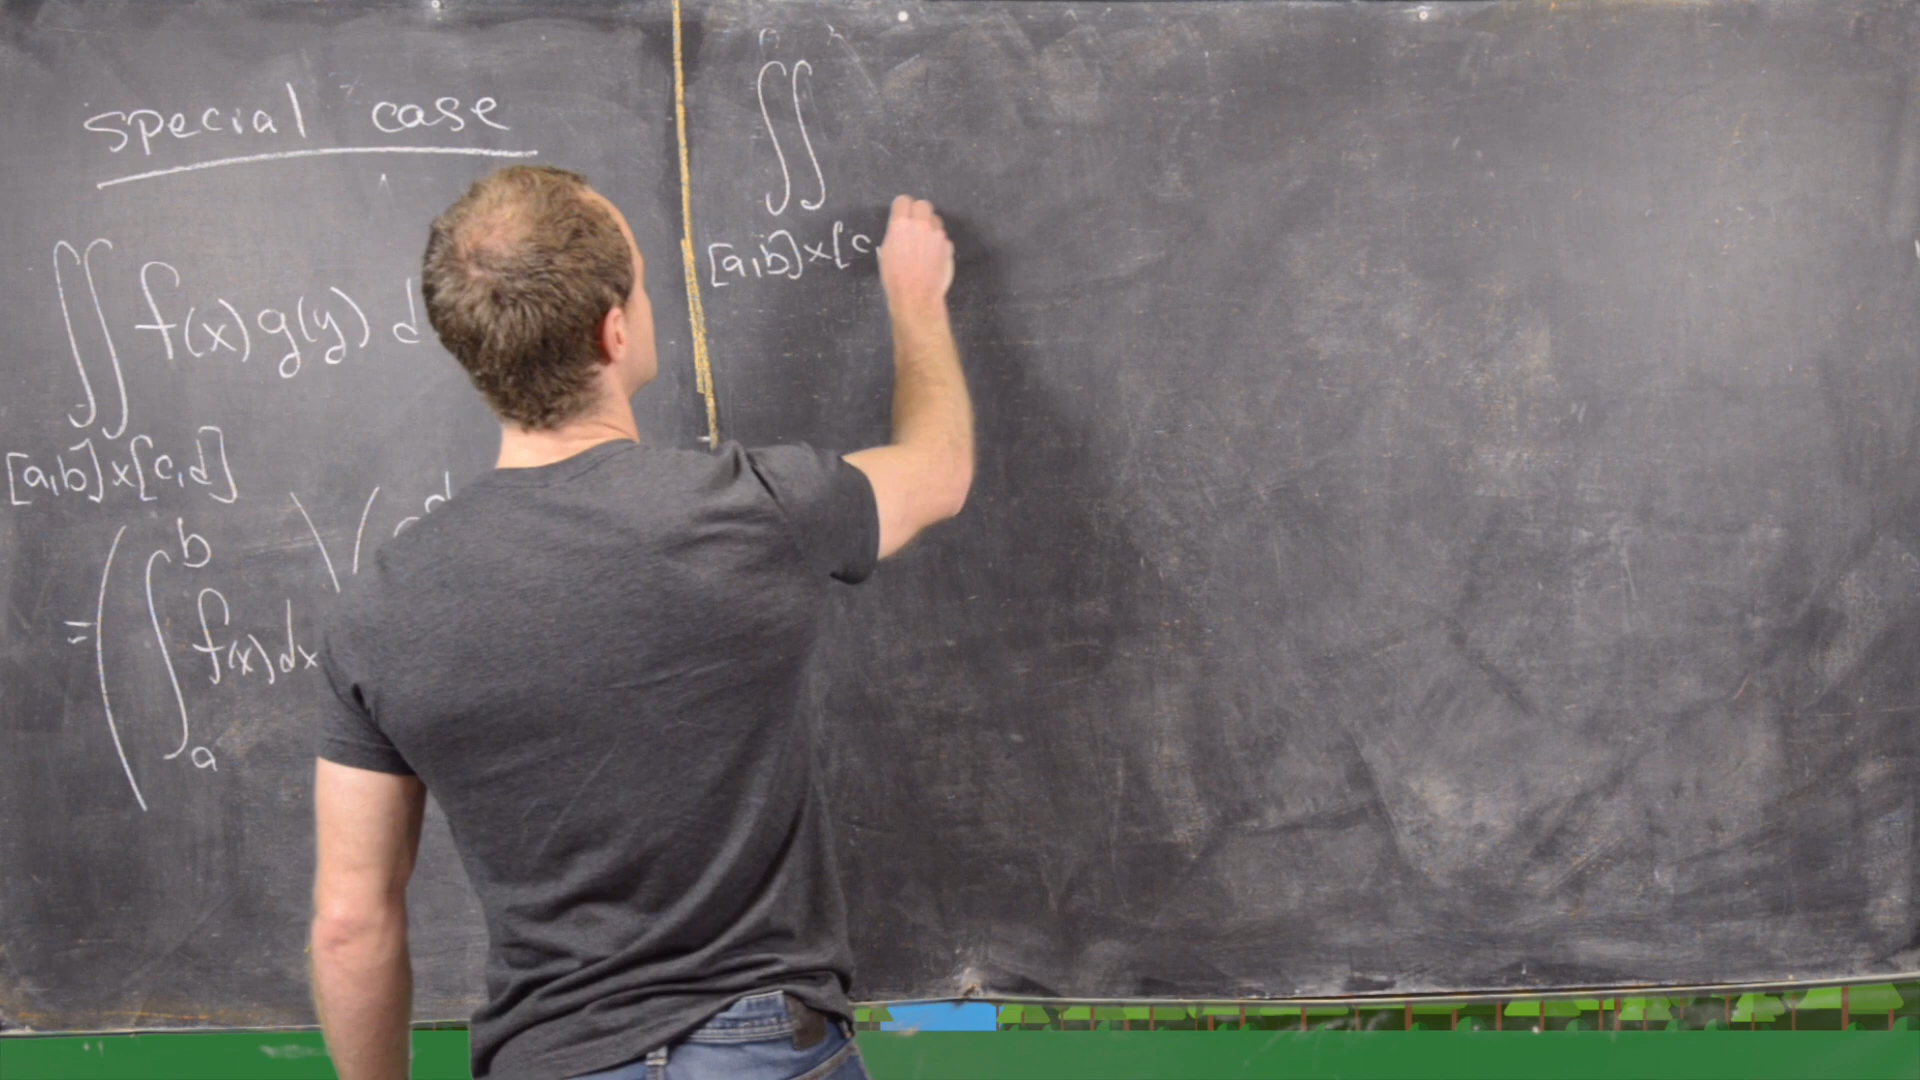 special case
∬ f(x) g(y) d
[a,b]×[c,d]
= ( ∫_a^b f(x) dx ) ( d
∬
[a,b]×[c,